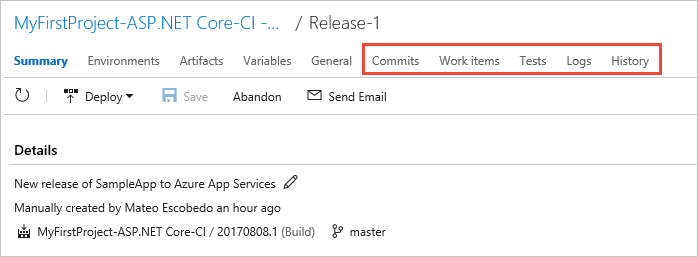 MyFirstProject-ASP.NET Core-CI -... / Release-1
Summary Environments Artifacts Variables General Commits Work items Tests Logs History
Deploy Save Abandon Send Email
Details
New release of SampleApp to Azure App Services
Manually created by Mateo Escobedo an hour ago
MyFirstProject-ASP.NET Core-CI / 20170808.1 (Build) master